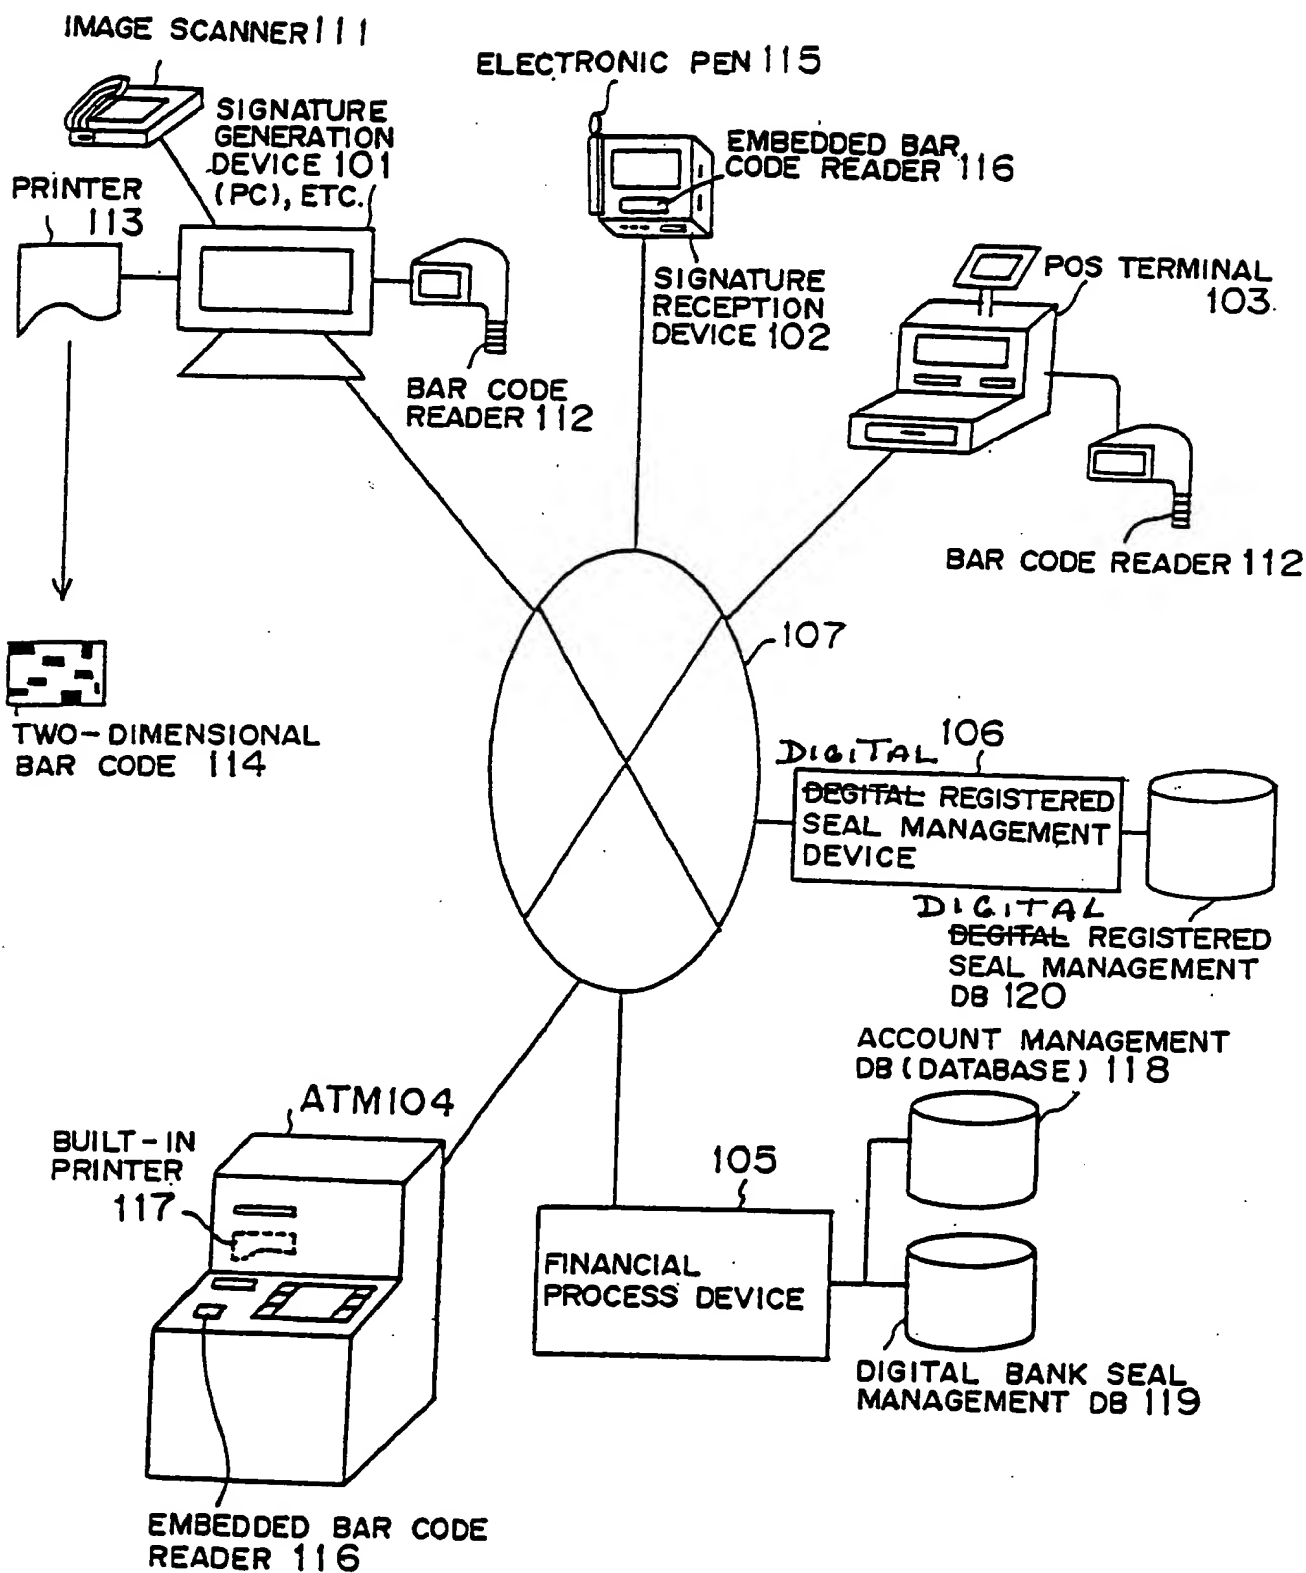 IMAGE SCANNER 111
ELECTRONIC PEN 115
SIGNATURE
GENERATION
DEVICE 101
(PC), ETC.
EMBEDDED BAR
CODE READER 116
PRINTER
113
SIGNATURE
RECEPTION
DEVICE 102
POS TERMINAL
103
BAR CODE
READER 112
BAR CODE READER 112
107
TWO-DIMENSIONAL
BAR CODE 114
106
DIGITAL
DEGITAL REGISTERED
SEAL MANAGEMENT
DEVICE
DIGITAL
DEGITAL REGISTERED
SEAL MANAGEMENT
DB 120
ACCOUNT MANAGEMENT
DB (DATABASE) 118
ATM 104
BUILT-IN
PRINTER
117
105
FINANCIAL
PROCESS DEVICE
DIGITAL BANK SEAL
MANAGEMENT DB 119
EMBEDDED BAR CODE
READER 116